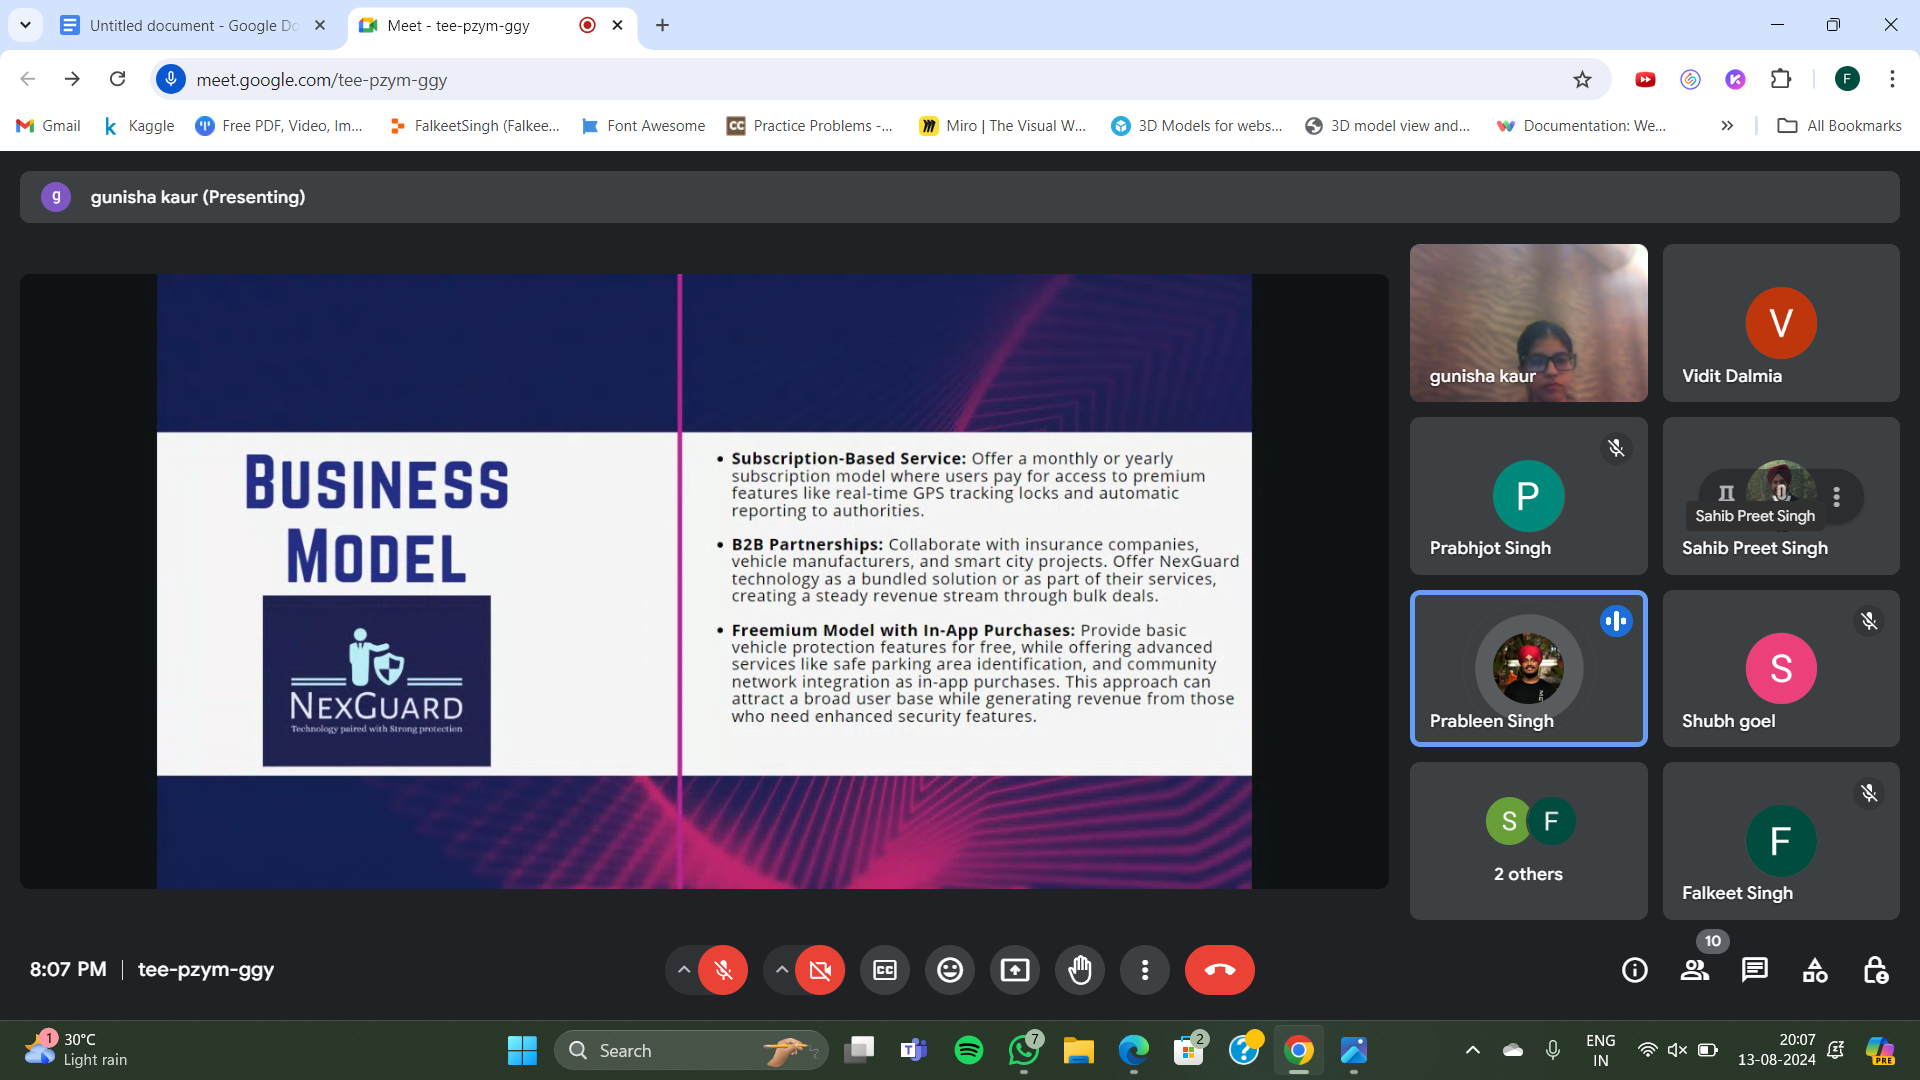 Untitled document - Google Do
Meet - tee-pzym-ggy
meet.google.com/tee-pzym-ggy
F
Gmail
Kaggle
Free PDF, Video, Im...
FalkeetSingh (Falkee...
Font Awesome
CC
Practice Problems -...
Miro | The Visual W...
3D Models for webs...
3D model view and...
Documentation: We...
All Bookmarks
g
gunisha kaur (Presenting)
BUSINESS
MODEL
NEXGUARD
Technology paired with Strong protection
• Subscription-Based Service: Offer a monthly or yearly
subscription model where users pay for access to premium
features like real-time GPS tracking locks and automatic
reporting to authorities.
• B2B Partnerships: Collaborate with insurance companies,
vehicle manufacturers, and smart city projects. Offer NexGuard
technology as a bundled solution or as part of their services,
creating a steady revenue stream through bulk deals.
• Freemium Model with In-App Purchases: Provide basic
vehicle protection features for free, while offering advanced
services like safe parking area identification, and community
network integration as in-app purchases. This approach can
attract a broad user base while generating revenue from those
who need enhanced security features.
gunisha kaur
V
Vidit Dalmia
P
Prabhjot Singh
Sahib Preet Singh
Sahib Preet Singh
Prableen Singh
S
Shubh goel
S F
2 others
F
Falkeet Singh
8:07 PM | tee-pzym-ggy
CC
10
1
30°C
Light rain
Search
7
2
ENG
IN
20:07
13-08-2024
PRE